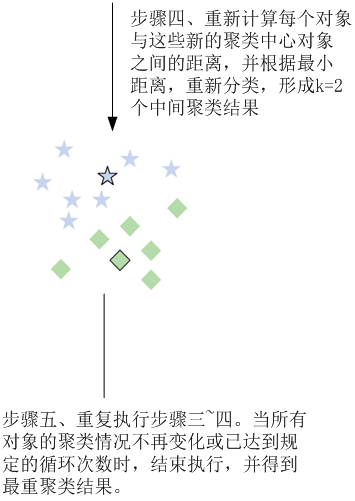 步骤四、重新计算每个对象
与这些新的聚类中心对象
之间的距离，并根据最小
距离，重新分类，形成k=2
个中间聚类结果
步骤五、重复执行步骤三~四。当所有
对象的聚类情况不再变化或已达到规
定的循环次数时，结束执行，并得到
最重聚类结果。